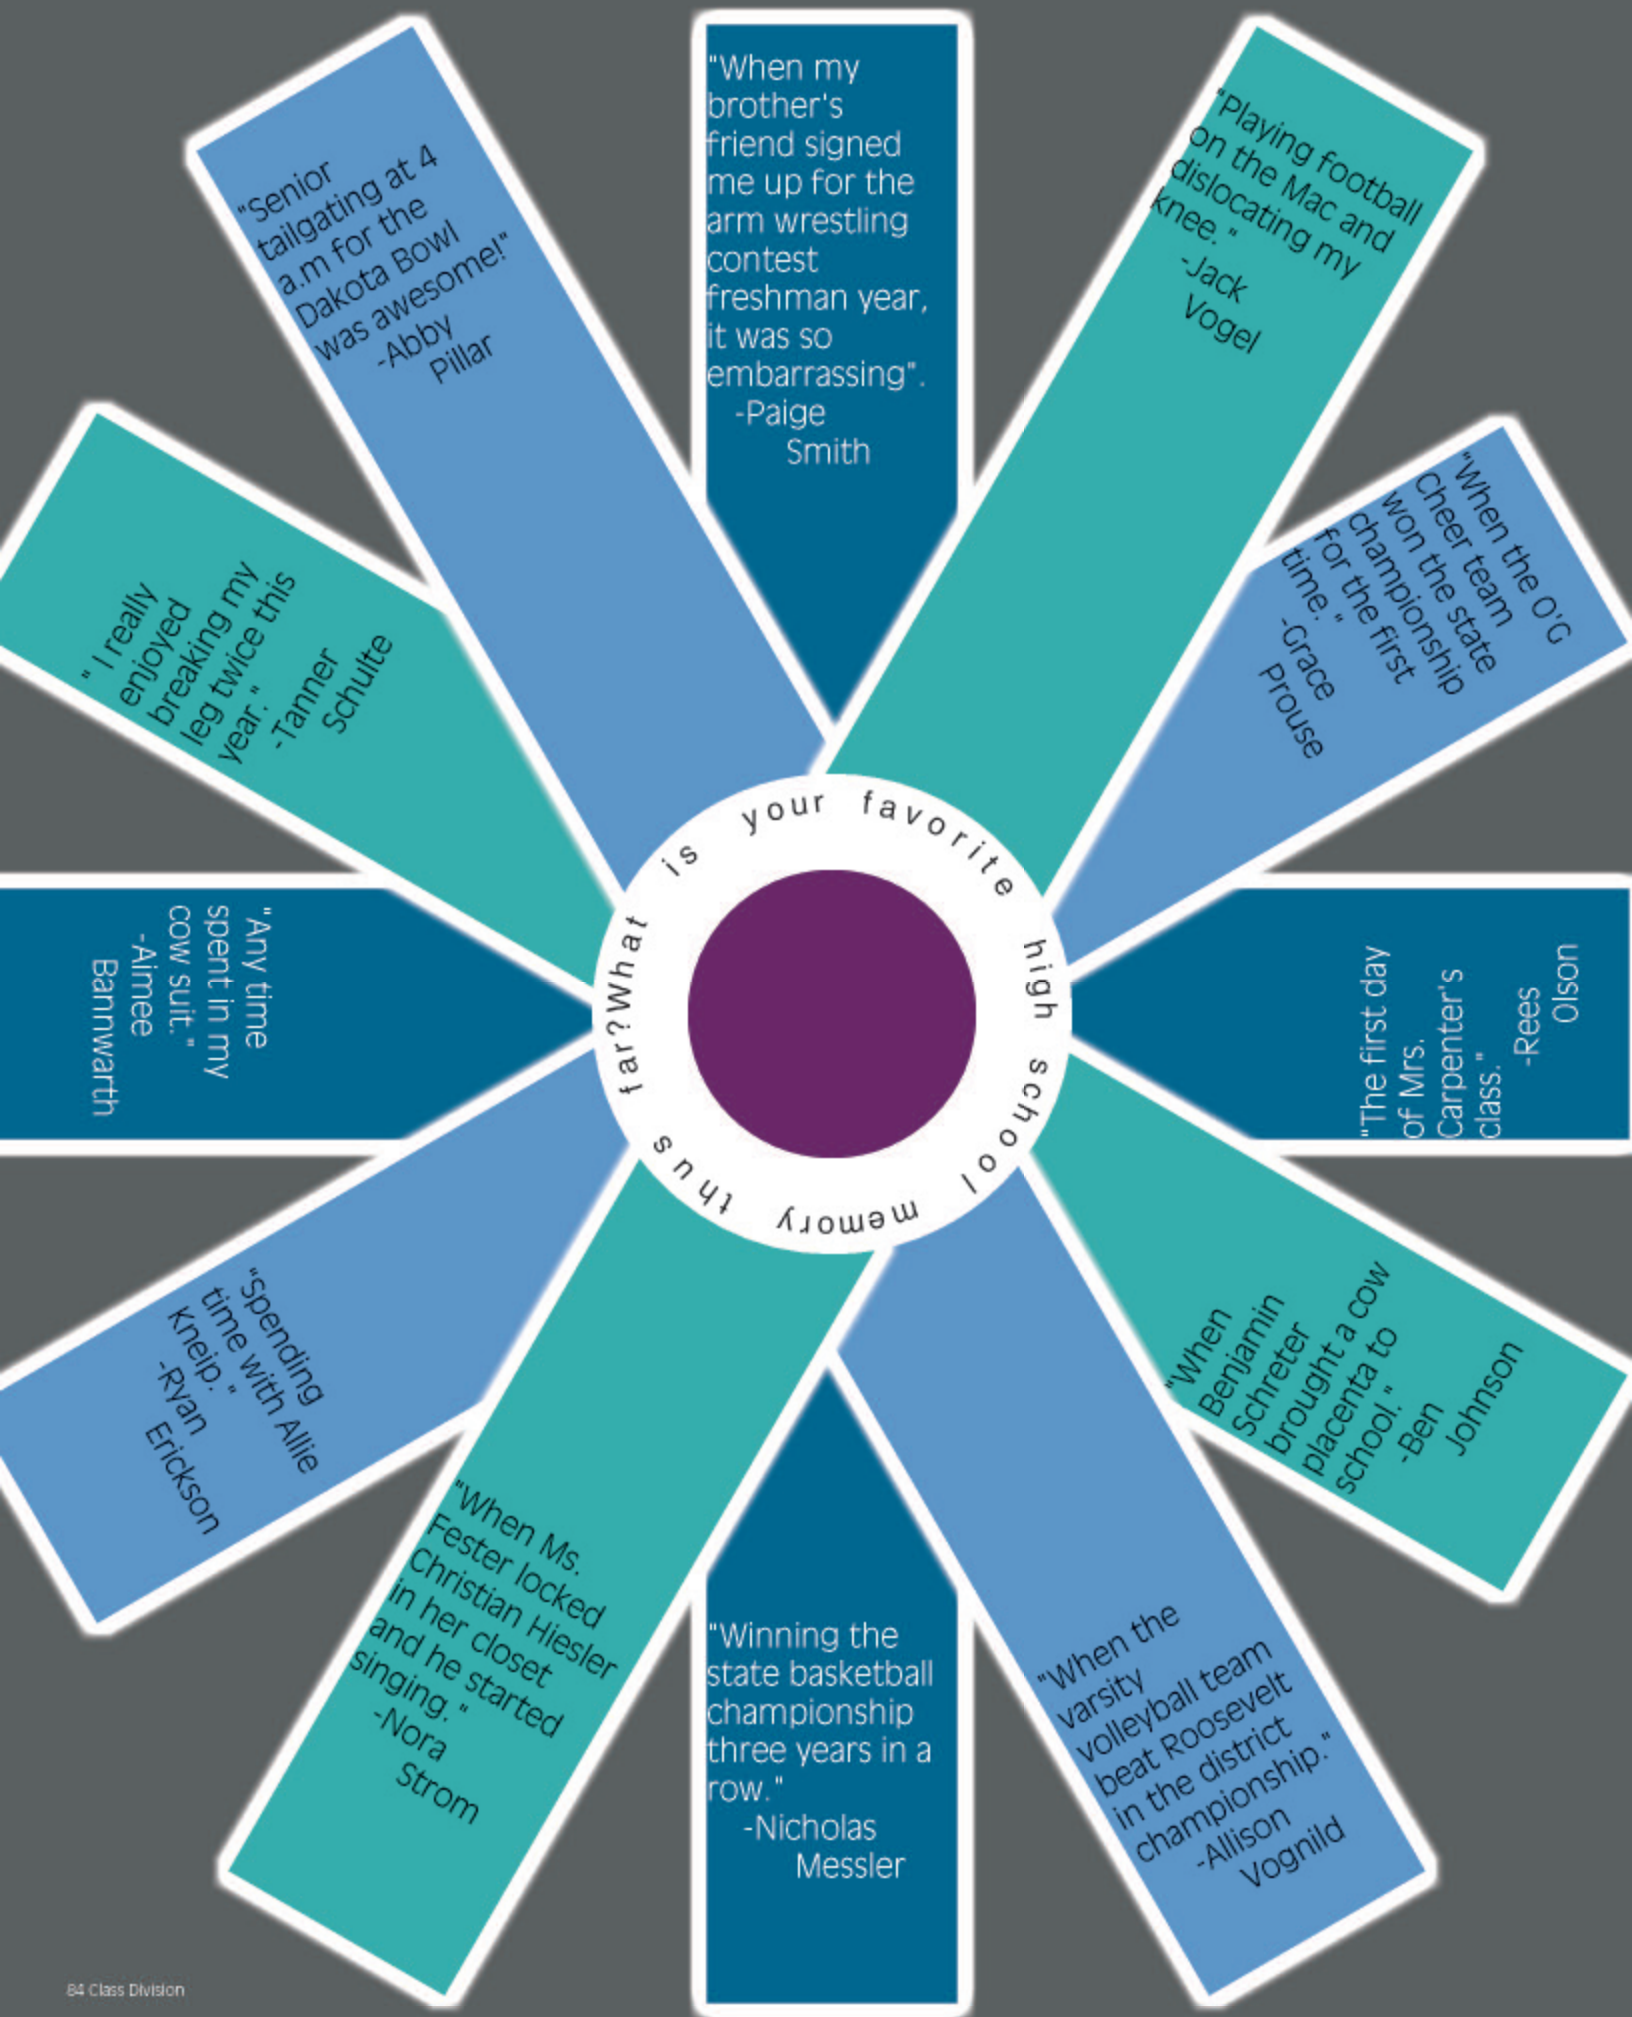 What is your favorite high school memory thus far?
"When my
brother's
friend signed
me up for the
arm wrestling
contest
freshman year,
it was so
embarrassing".
-Paige
Smith
"Playing football
on the Mac and
dislocating my
knee."
-Jack
Vogel
"When the O'G
Cheer team
won the state
championship
for the first
time."
-Grace
Prouse
"The first day
of Mrs.
Carpenter's
class."
-Rees
Olson
"When
Benjamin
Schreter
brought a cow
placenta to
school."
-Ben
Johnson
"When the
varsity
volleyball team
beat Roosevelt
in the district
championship."
-Allison
Vognild
"Winning the
state basketball
championship
three years in a
row."
-Nicholas
Messler
"When Ms.
Fester locked
Christian Hiesler
in her closet
and he started
singing."
-Nora
Strom
"Spending
time with Allie
Kneip."
-Ryan
Erickson
"Any time
spent in my
cow suit."
-Aimee
Bannwarth
" I really
enjoyed
breaking my
leg twice this
year."
-Tanner
Schulte
"Senior
tailgating at 4
a.m for the
Dakota Bowl
was awesome!"
-Abby
Pillar
84 Class Division